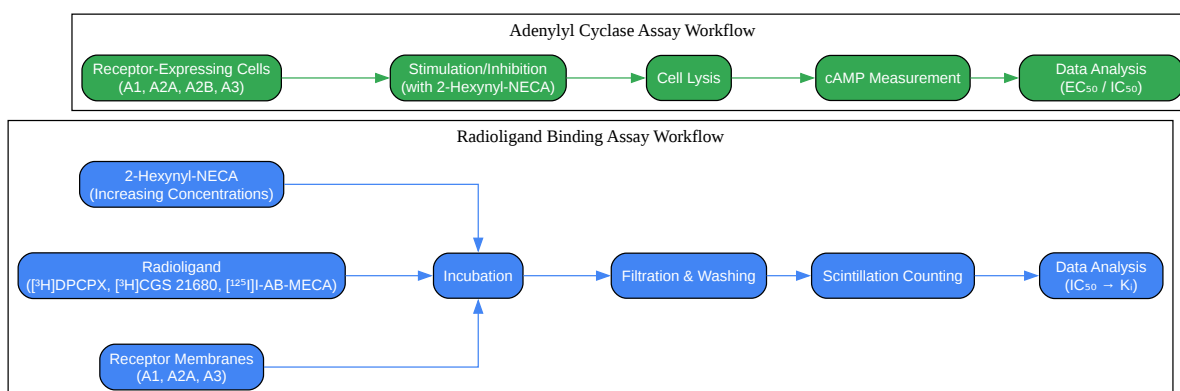 Adenylyl Cyclase Assay Workflow
Receptor-Expressing Cells
(A1, A2A, A2B, A3)
Stimulation/Inhibition
(with 2-Hexynyl-NECA)
Cell Lysis
cAMP Measurement
Data Analysis
(EC₅₀ / IC₅₀)
Radioligand Binding Assay Workflow
2-Hexynyl-NECA
(Increasing Concentrations)
Radioligand
([³H]DPCPX, [³H]CGS 21680, [¹²⁵I]I-AB-MECA)
Receptor Membranes
(A1, A2A, A3)
Incubation
Filtration & Washing
Scintillation Counting
Data Analysis
(IC₅₀ → Kᵢ)